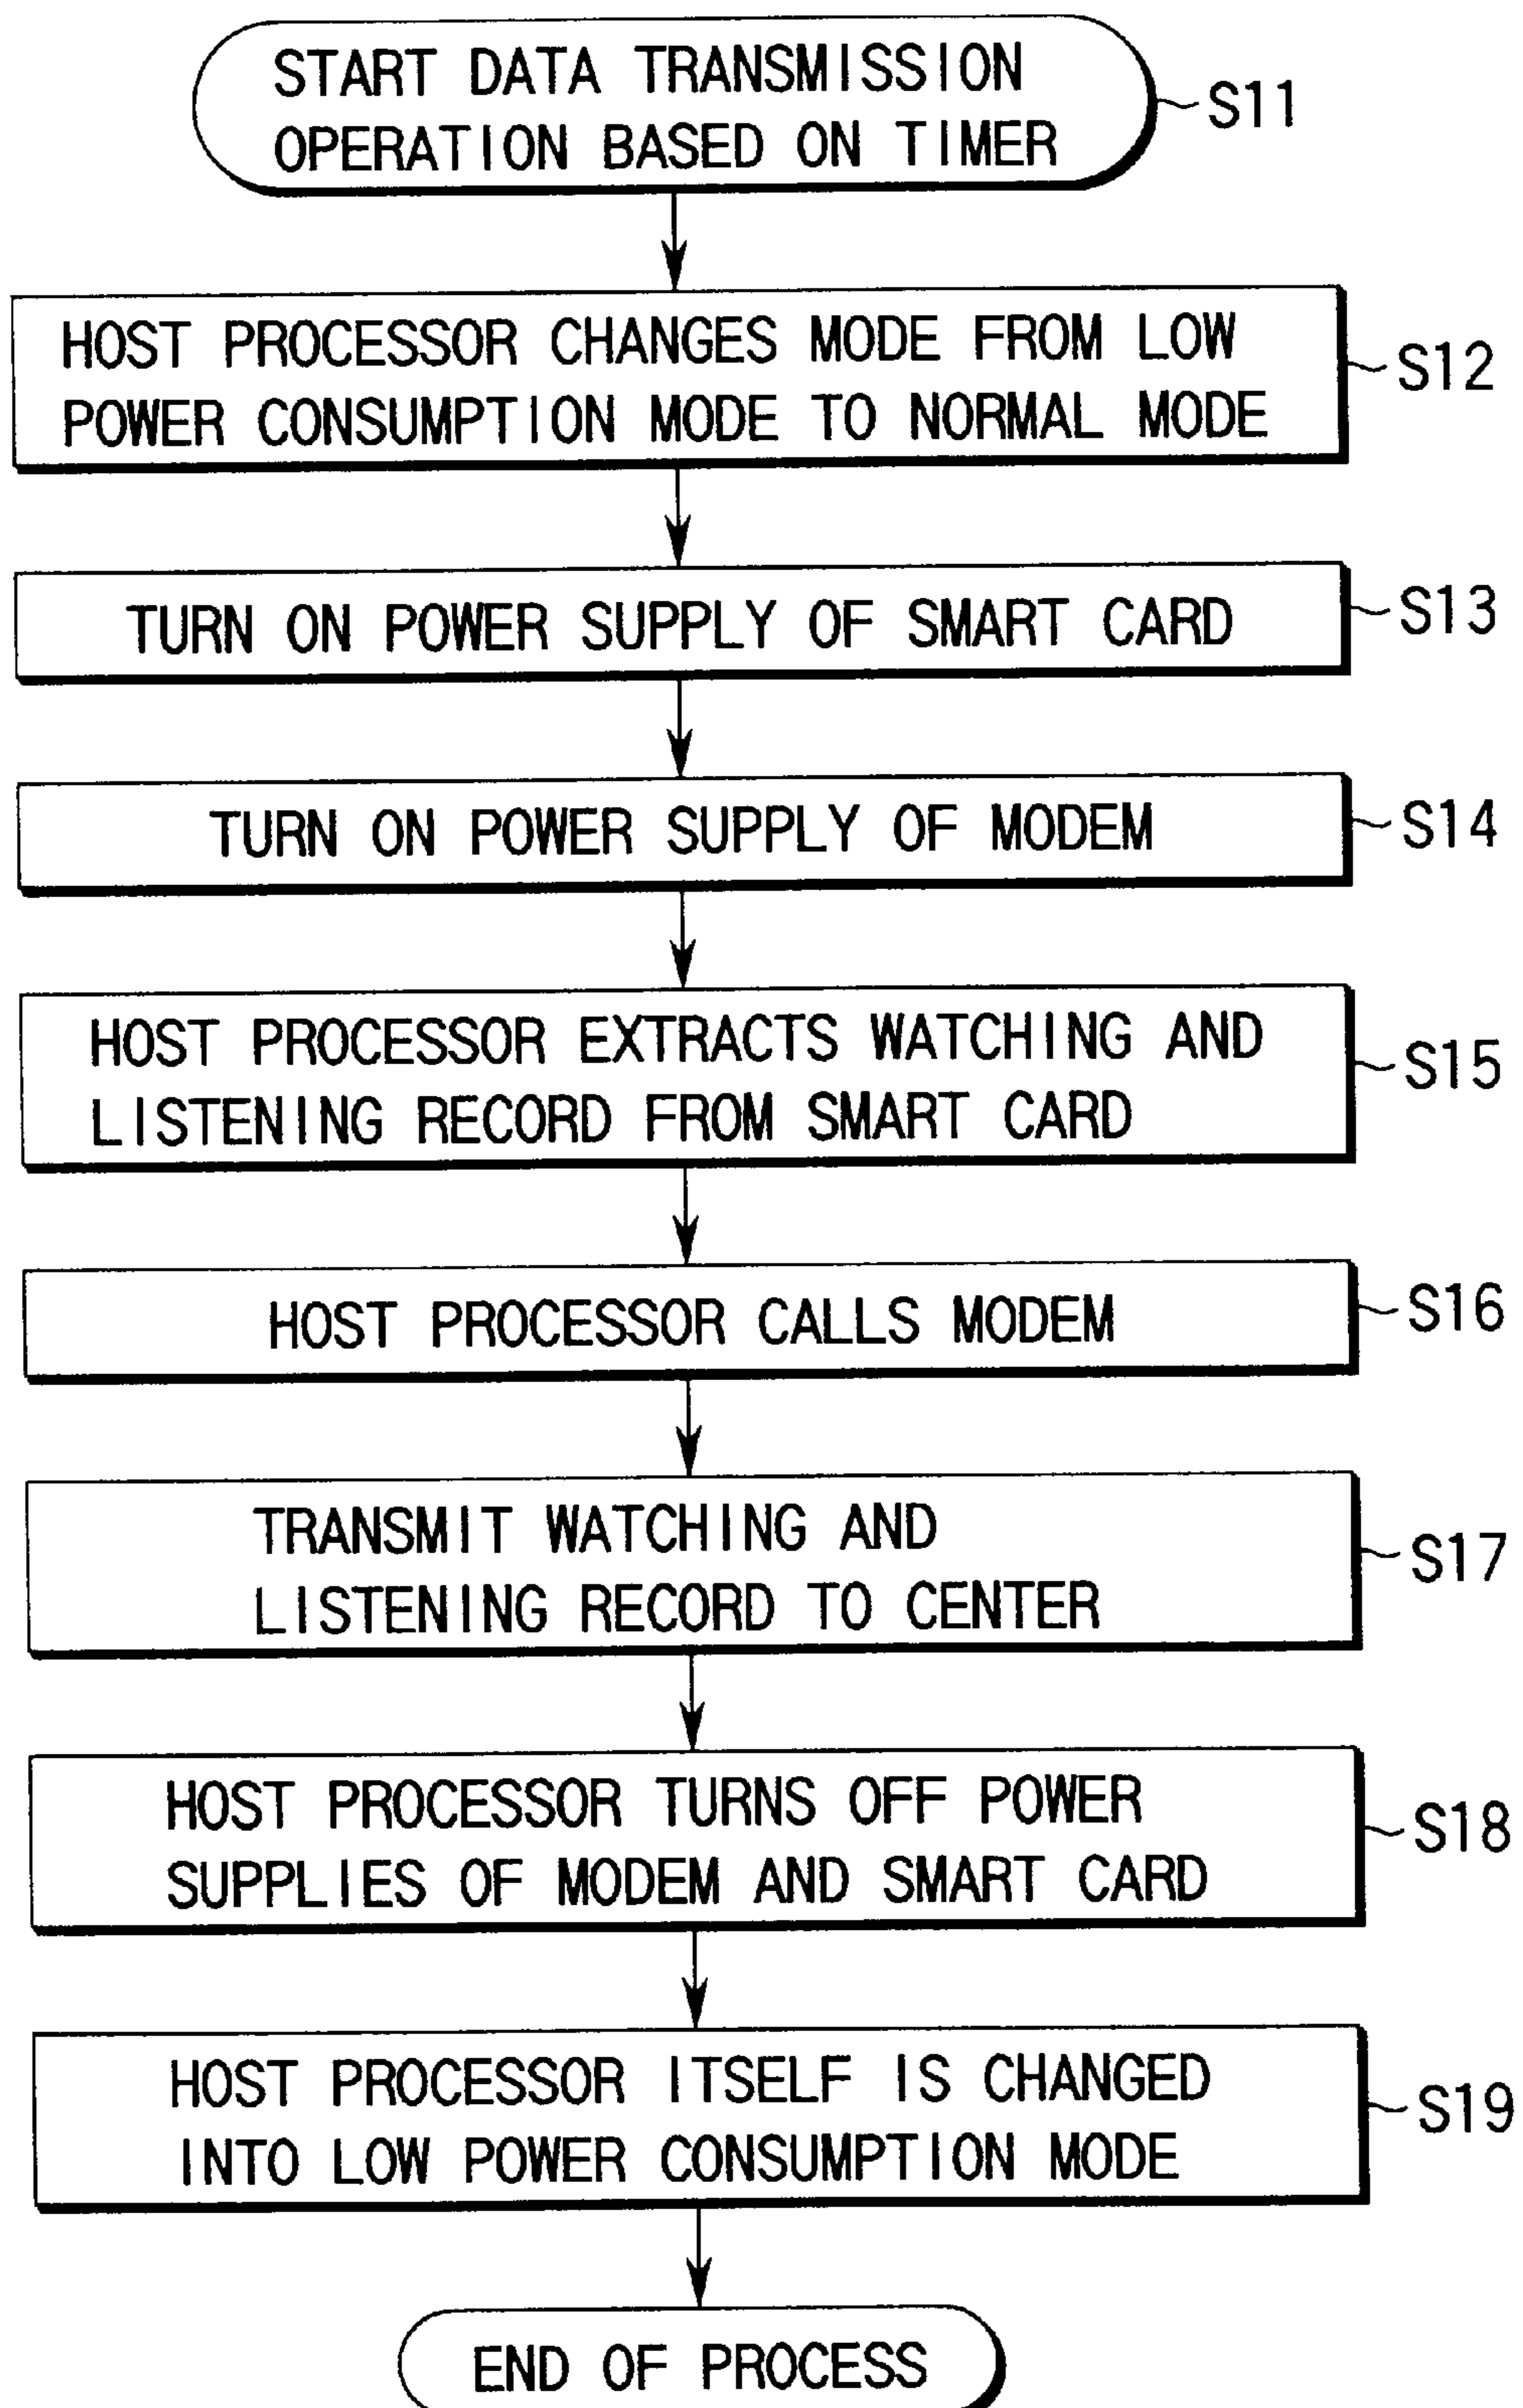 START DATA TRANSMISSION
OPERATION BASED ON TIMER
S11
HOST PROCESSOR CHANGES MODE FROM LOW
POWER CONSUMPTION MODE TO NORMAL MODE
S12
TURN ON POWER SUPPLY OF SMART CARD
S13
TURN ON POWER SUPPLY OF MODEM
S14
HOST PROCESSOR EXTRACTS WATCHING AND
LISTENING RECORD FROM SMART CARD
S15
HOST PROCESSOR CALLS MODEM
S16
TRANSMIT WATCHING AND
LISTENING RECORD TO CENTER
S17
HOST PROCESSOR TURNS OFF POWER
SUPPLIES OF MODEM AND SMART CARD
S18
HOST PROCESSOR ITSELF IS CHANGED
INTO LOW POWER CONSUMPTION MODE
S19
END OF PROCESS